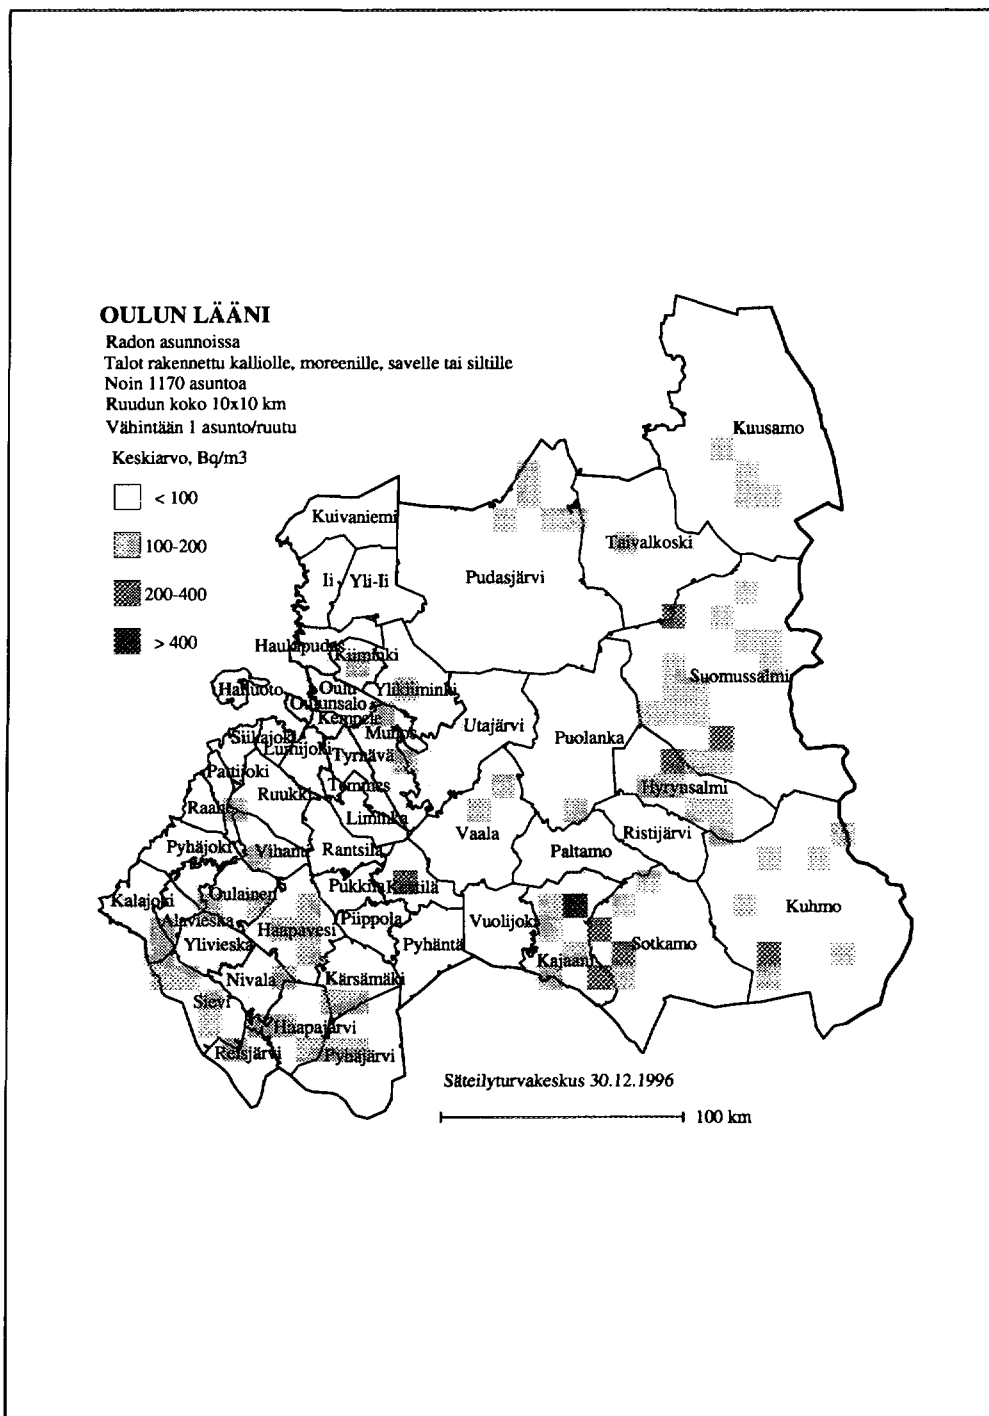 OULUN LÄÄNI
Radon asunnoissa
Talot rakennettu kalliolle, moreenille, savelle tai siltille
Noin 1170 asuntoa
Ruudun koko 10x10 km
Vähintään 1 asunto/ruutu
Keskiarvo, Bq/m3
< 100
100-200
200-400
> 400
Kuusamo
Kuivaniemi
Taivalkoski
Ii
Yli-Ii
Pudasjärvi
Haukipudas
Kiiminki
Suomussalmi
Hailuoto
Oulu
Ylikiiminki
Oulunsalo
Kempele
Utajärvi
Muhos
Puolanka
Siikajoki
Lumijoki
Tyrnävä
Pattijoki
Ruukki
Temmes
Hyrynsalmi
Raahe
Liminka
Vaala
Ristijärvi
Pyhäjoki
Vihanti
Rantsila
Paltamo
Pukkila
Kestilä
Kalajoki
Oulainen
Kuhmo
Alavieska
Piippola
Vuolijoki
Haapavesi
Sotkamo
Ylivieska
Pyhäntä
Kajaani
Nivala
Kärsämäki
Sievi
Haapajärvi
Reisjärvi
Pyhäjärvi
Säteilyturvakeskus 30.12.1996
100 km